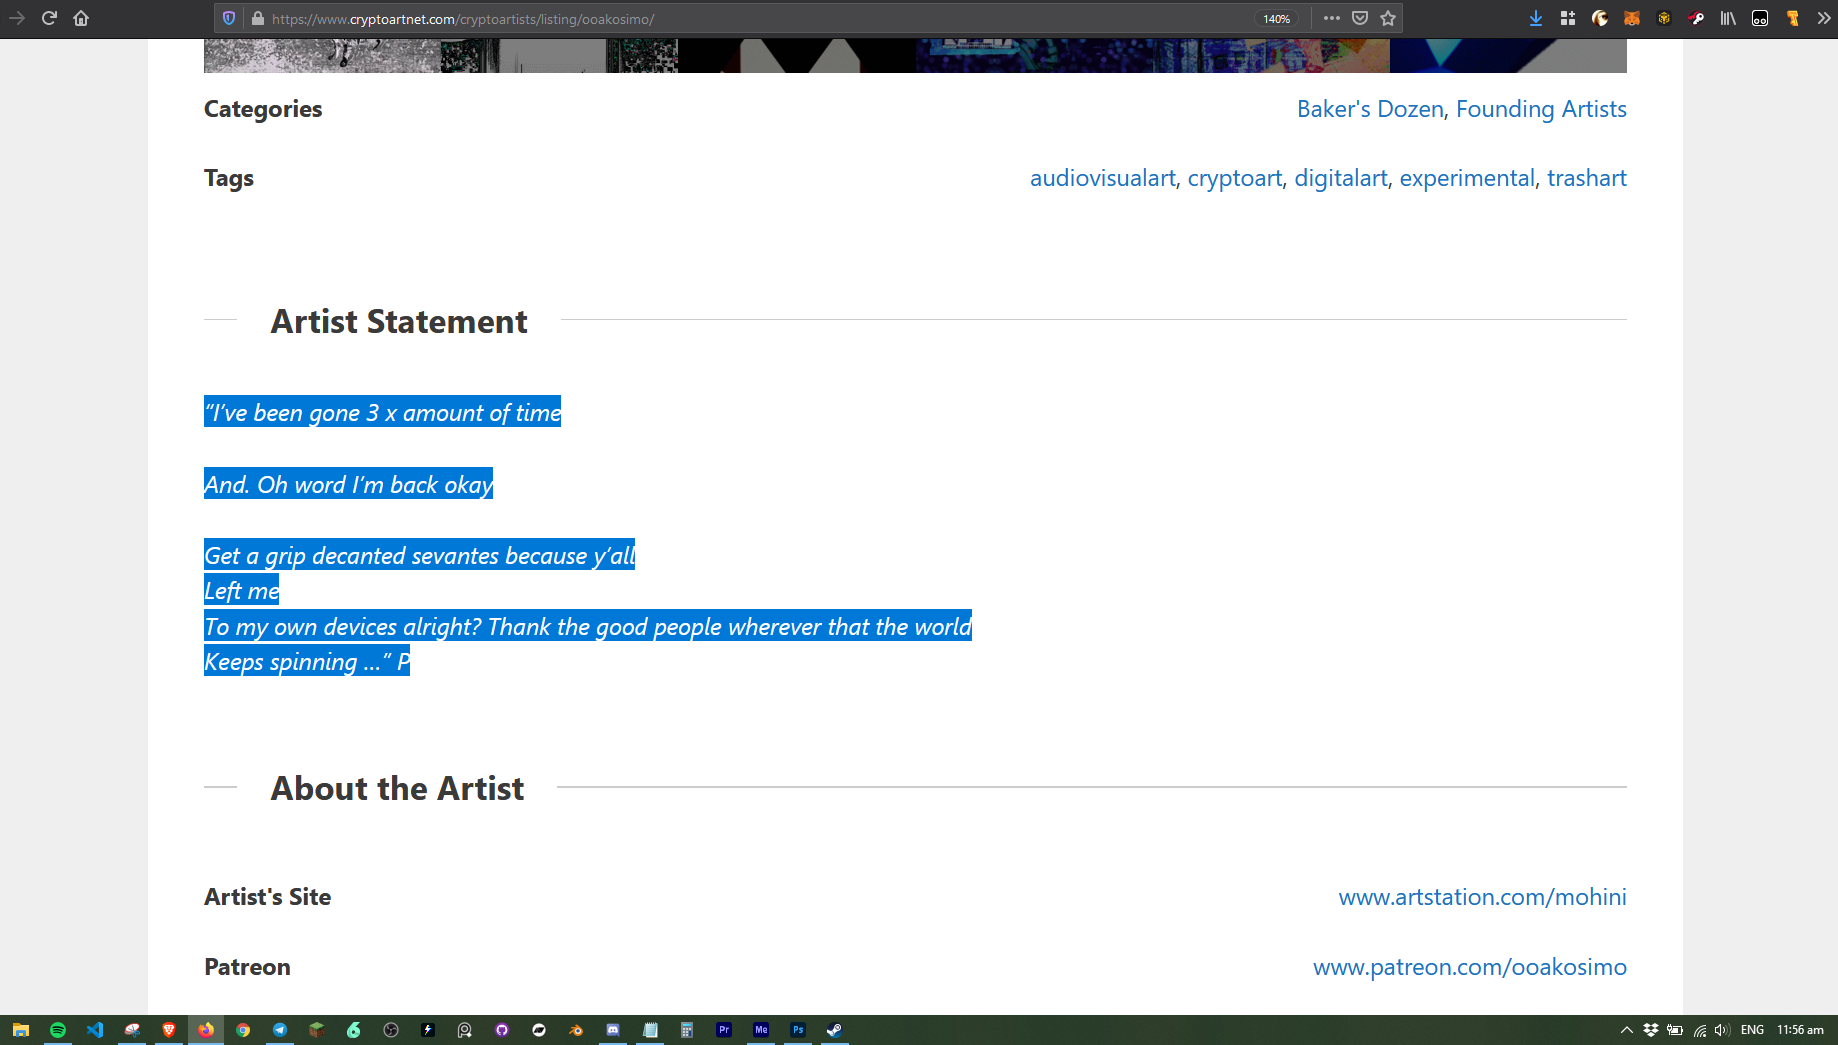 https://www.cryptoartnet.com/cryptoartists/listing/ooakosimo/ 140%
Categories Baker's Dozen, Founding Artists
Tags audiovisualart, cryptoart, digitalart, experimental, trashart
Artist Statement
“I’ve been gone 3 x amount of time
And. Oh word I’m back okay
Get a grip decanted sevantes because y’all
Left me
To my own devices alright? Thank the good people wherever that the world
Keeps spinning …” P
About the Artist
Artist's Site www.artstation.com/mohini
Patreon www.patreon.com/ooakosimo
Pr Me Ps ENG 11:56 am